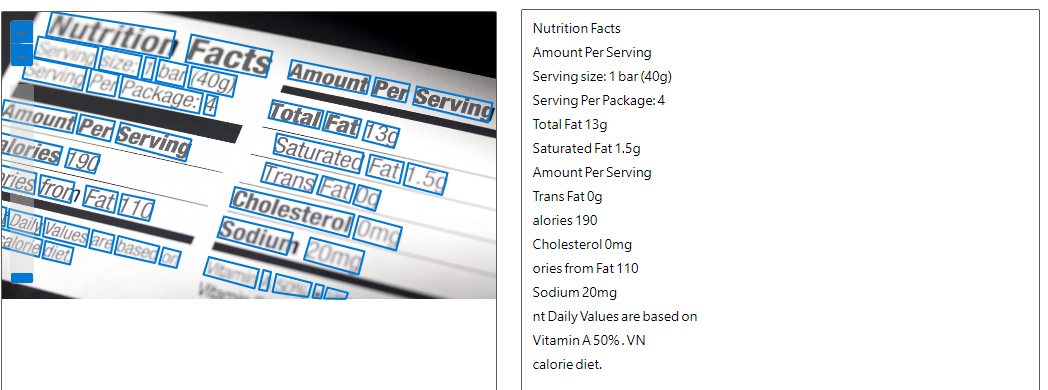 Nutrition Facts
Serving size: 1 bar (40g)
Serving Per Package: 4
Amount Per Serving
alories 190
ories from Fat 110
Daily Values are based on
calorie diet.
Amount Per Serving
Total Fat 13g
Saturated Fat 1.5g
Trans Fat 0g
Cholesterol 0mg
Sodium 20mg
Vitamin A 50%
Nutrition Facts
Amount Per Serving
Serving size: 1 bar (40g)
Serving Per Package: 4
Total Fat 13g
Saturated Fat 1.5g
Amount Per Serving
Trans Fat 0g
alories 190
Cholesterol 0mg
ories from Fat 110
Sodium 20mg
nt Daily Values are based on
Vitamin A 50% . VN
calorie diet.